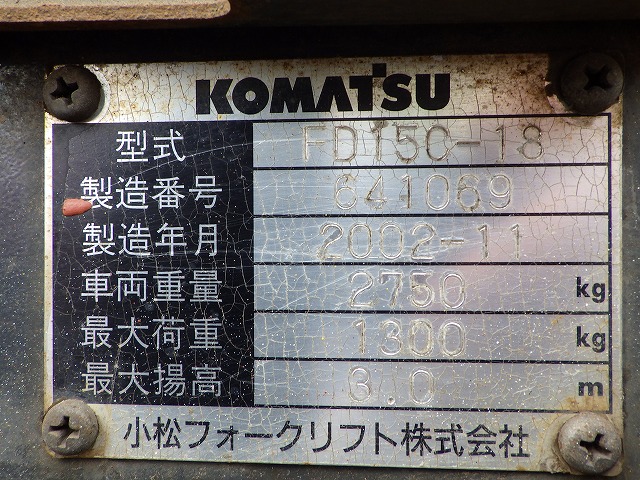 KOMATSU
型式 FD15C-18
製造番号 641069
製造年月 2002-11
車両重量 2750 kg
最大荷重 1300 kg
最大揚高 3.0 m
小松フォークリフト株式会社